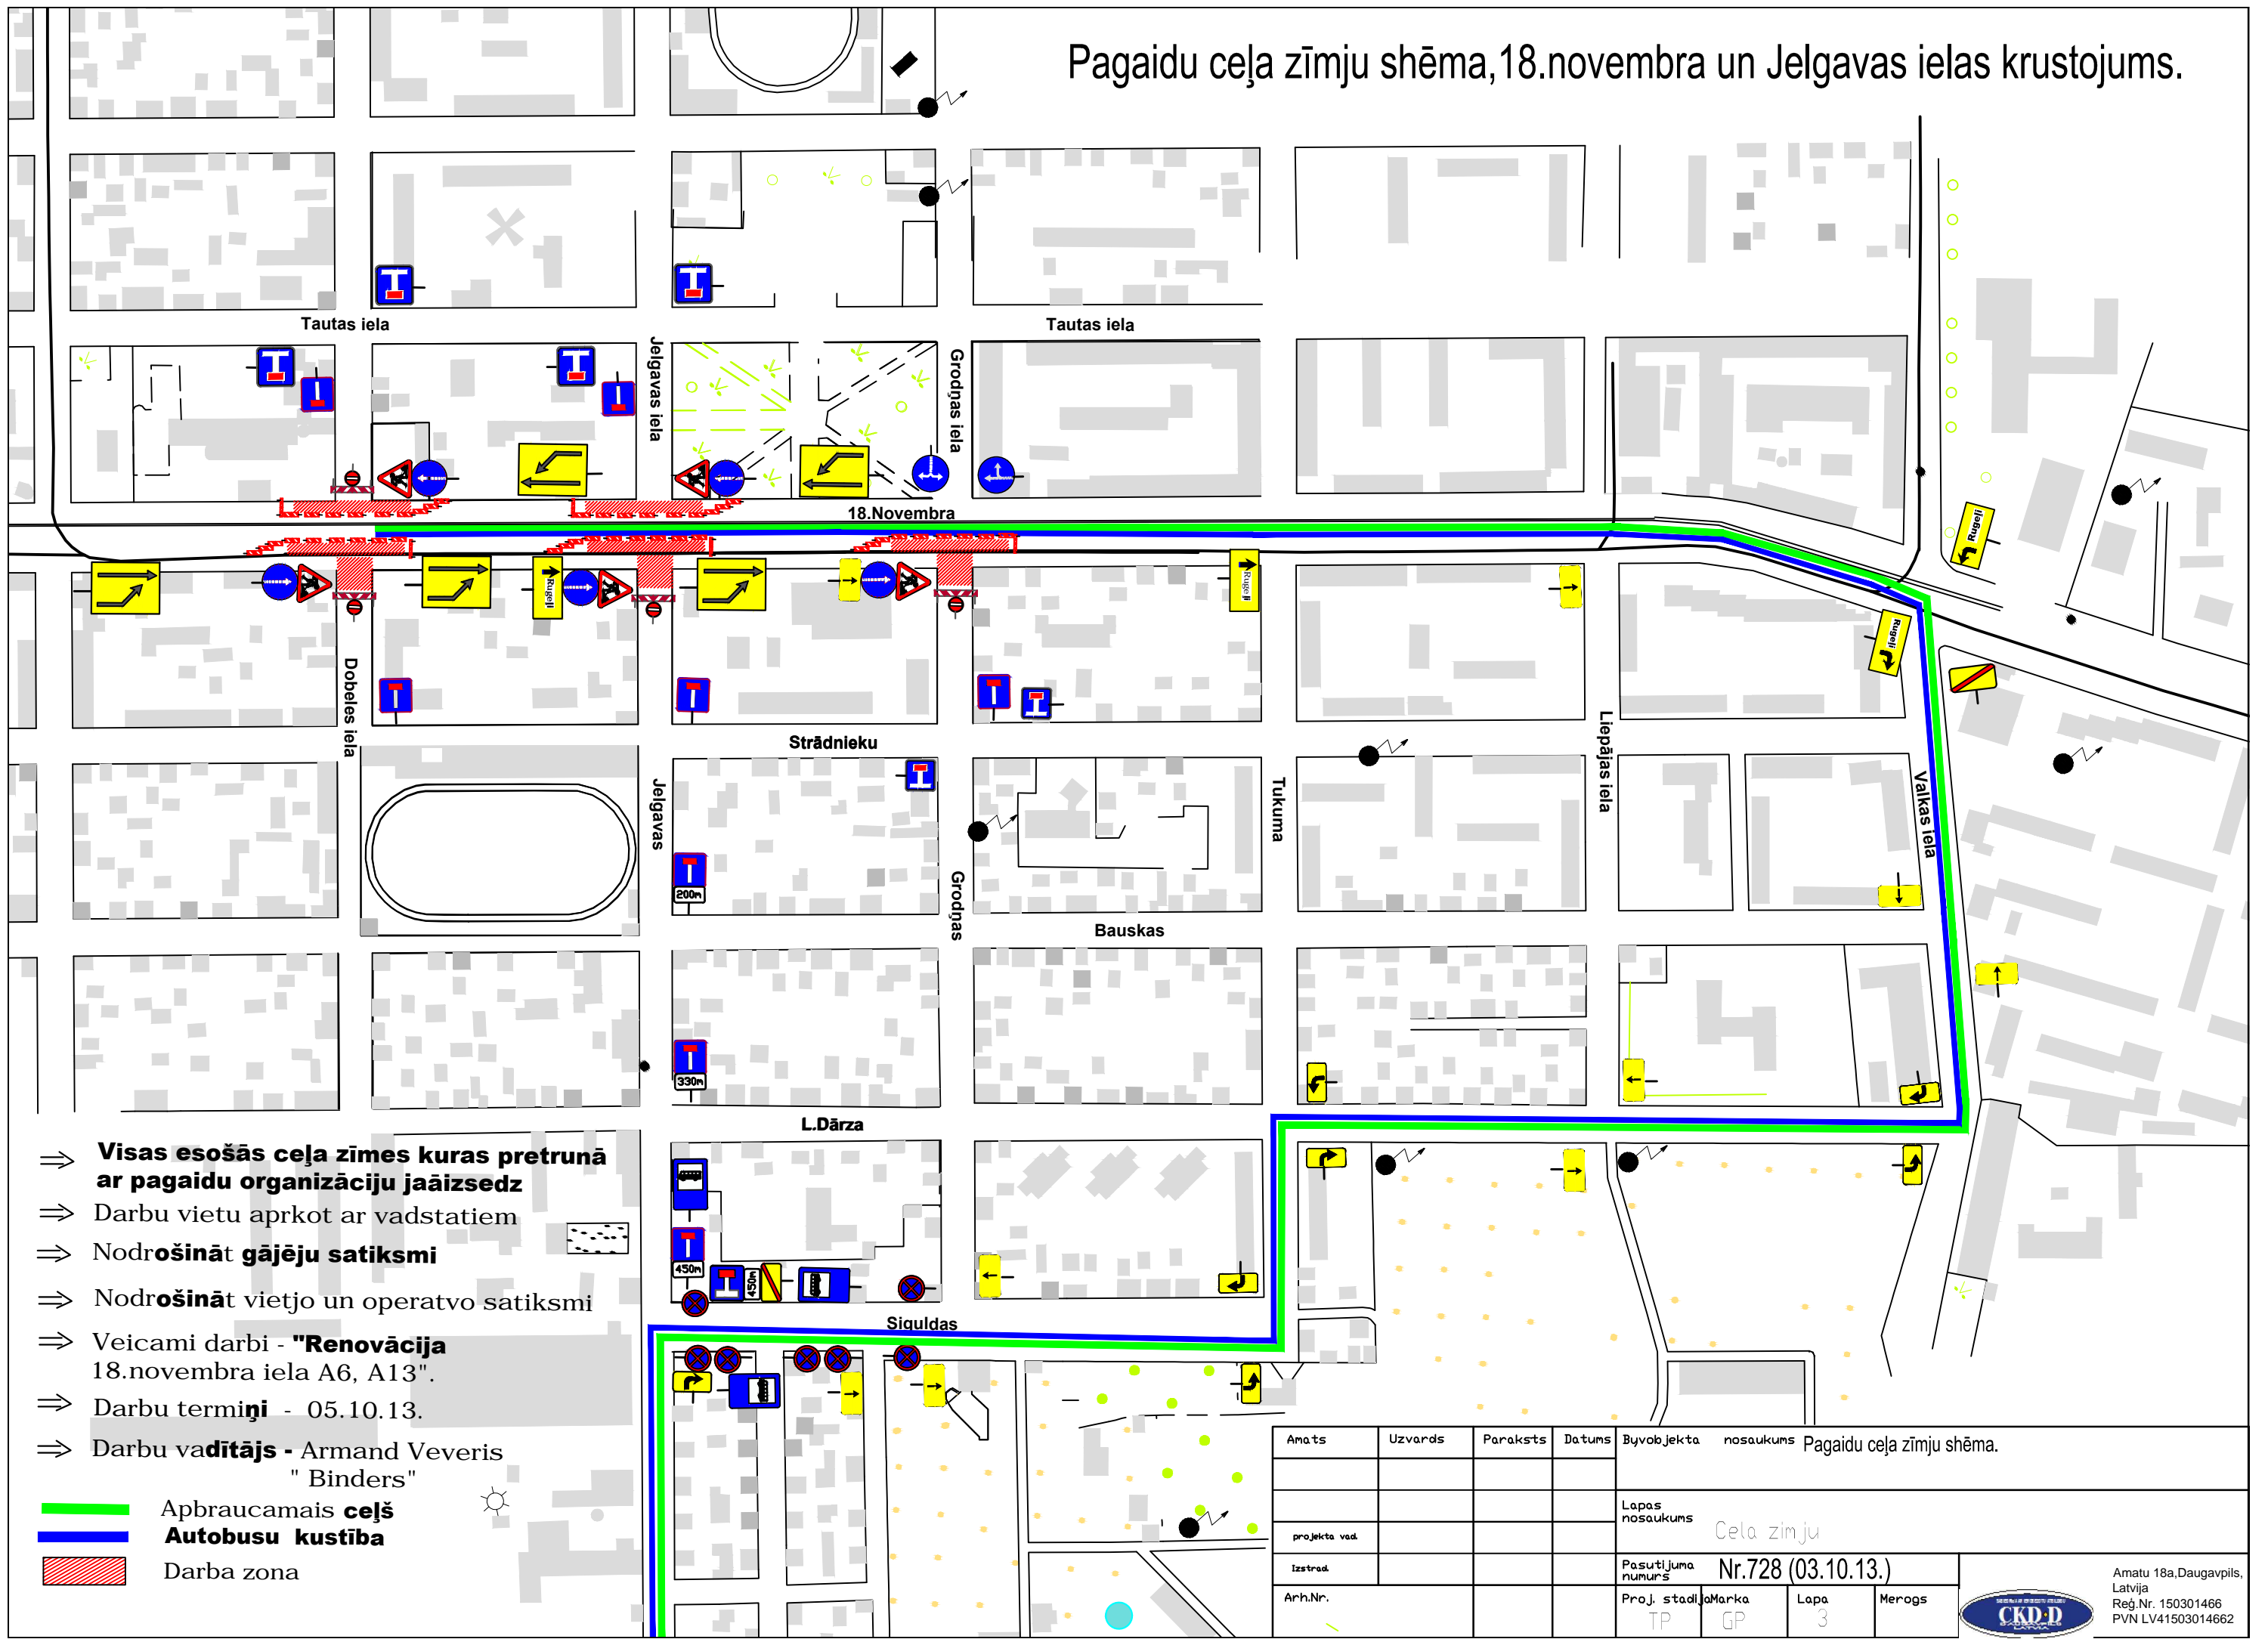 Pagaidu ceļa zīmju shēma,18.novembra un Jelgavas ielas krustojums.
Tautas iela
Tautas iela
Jelgavas iela
Grodņas iela
18.Novembra
Rugeļi
Rugeļi
Rugeļi
Rugeļi
Dobeles iela
Strādnieku
Jelgavas
Grodņas
Tukuma
Liepājas iela
Valkas iela
200m
Bauskas
330m
L.Dārza
450m
450m
Siguldas
Visas esošās ceļa zīmes kuras pretrunā
ar pagaidu organizāciju jaāizsedz
Darbu vietu aprkot ar vadstatiem
Nodrošināt gājēju satiksmi
Nodrošināt vietjo un operatvo satiksmi
Veicami darbi - "Renovācija
18.novembra iela A6, A13".
Darbu termiņi - 05.10.13.
Darbu vadītājs - Armand Veveris
" Binders"
Apbraucamais ceļš
Autobusu kustība
Darba zona
Amats Uzvards Paraksts Datums Byvobjekta nosaukums Pagaidu ceļa zīmju shēma.
Lapas
nosaukums
Cela zimju
projekta vad.
Izstrad.
Pasutijuma
numurs
Nr.728 (03.10.13.)
Arh.Nr.
Proj. stadija Marka Lapa Merogs
TP GP 3
CKD·D
LATVIA
Amatu 18a,Daugavpils,
Latvija
Reģ.Nr. 150301466
PVN LV41503014662